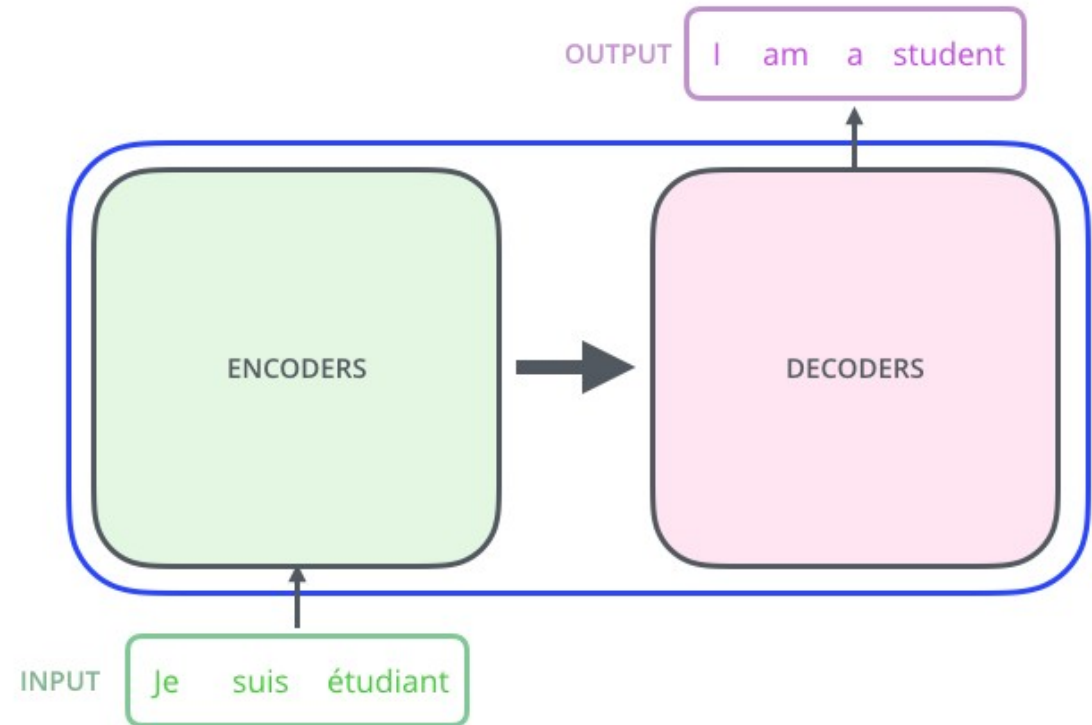 OUTPUT I am a student
ENCODERS DECODERS
INPUT Je suis étudiant